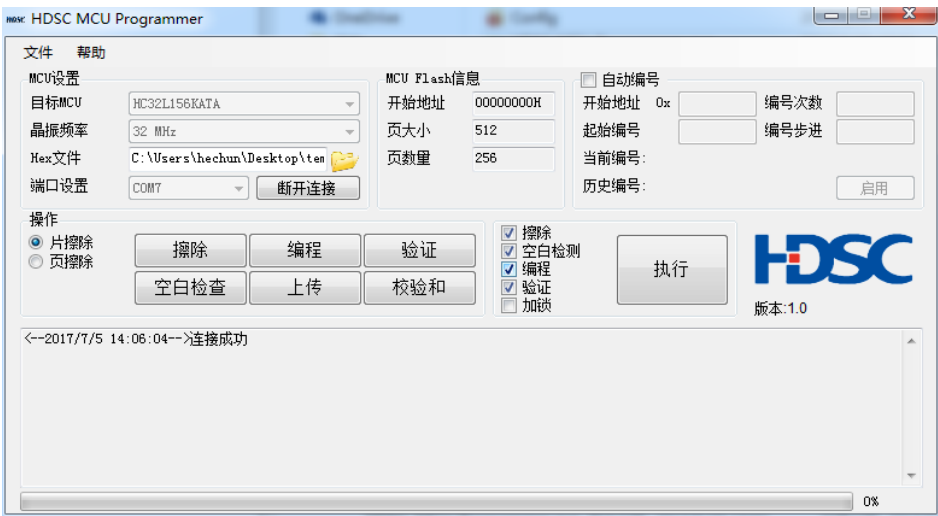 HDSC MCU Programmer
文件 帮助
MCU设置
目标MCU HC32L156KATA
晶振频率 32 MHz
Hex文件 C:\Users\hechun\Desktop\ten
端口设置 COM7 断开连接
MCU Flash信息
开始地址 00000000H
页大小 512
页数量 256
自动编号
开始地址 0x 编号次数
起始编号 编号步进
当前编号:
历史编号: 启用
操作
片擦除
页擦除
擦除 编程 验证
空白检查 上传 校验和
擦除
空白检测
编程
验证
加锁
执行
HDSC
版本:1.0
<--2017/7/5 14:06:04-->连接成功
0%